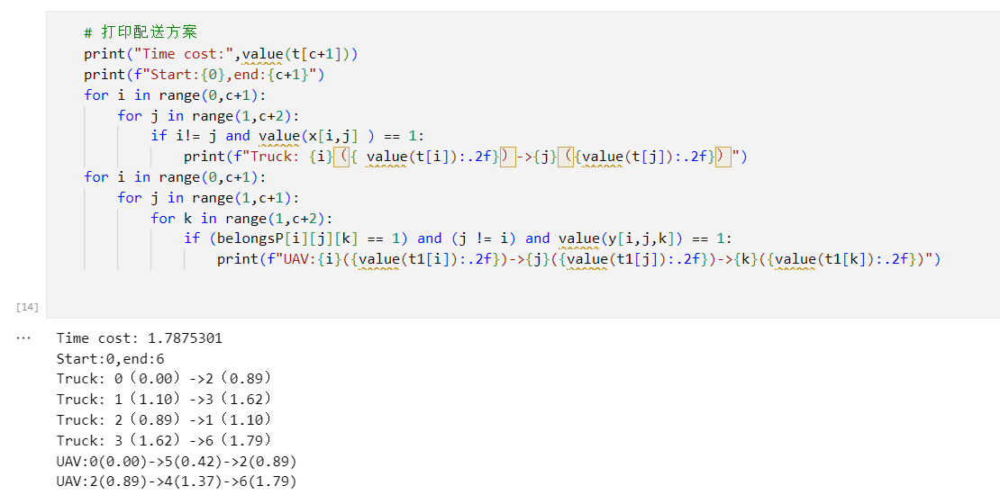 # 打印配送方案
print("Time cost:",value(t[c+1]))
print(f"Start:{0},end:{c+1}")
for i in range(0,c+1):
    for j in range(1,c+2):
        if i!= j and value(x[i,j] ) == 1:
            print(f"Truck: {i}（{ value(t[i]):.2f}）->{j}（{value(t[j]):.2f}）")
for i in range(0,c+1):
    for j in range(1,c+1):
        for k in range(1,c+2):
            if (belongsP[i][j][k] == 1) and (j != i) and value(y[i,j,k]) == 1:
                print(f"UAV:{i}({value(t1[i]):.2f})->{j}({value(t1[j]):.2f})->{k}({value(t1[k]):.2f})")
[14]
... Time cost: 1.7875301
Start:0,end:6
Truck: 0（0.00）->2（0.89）
Truck: 1（1.10）->3（1.62）
Truck: 2（0.89）->1（1.10）
Truck: 3（1.62）->6（1.79）
UAV:0(0.00)->5(0.42)->2(0.89)
UAV:2(0.89)->4(1.37)->6(1.79)